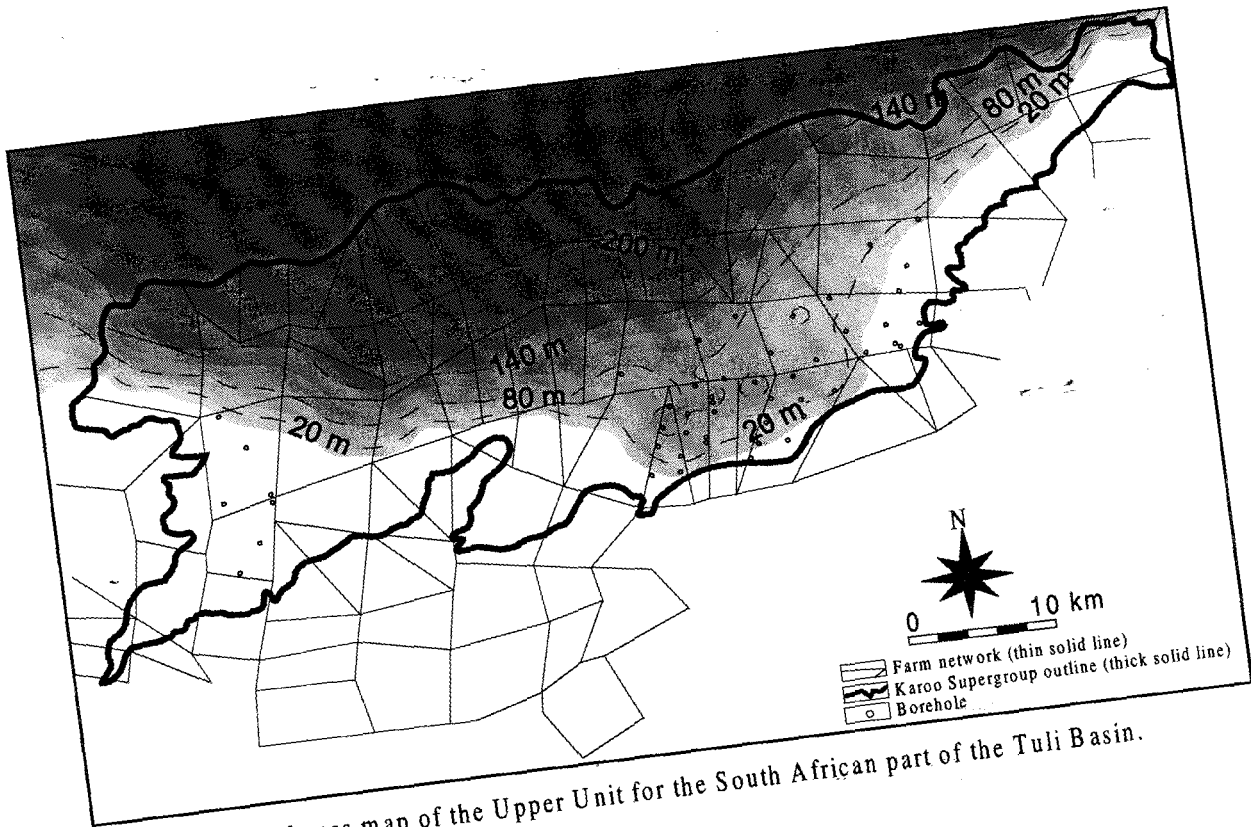 140 m
80 m
20 m
200 m
140 m
80 m
20 m
20 m
N
0 10 km
Farm network (thin solid line)
Karoo Supergroup outline (thick solid line)
Borehole
map of the Upper Unit for the South African part of the Tuli Basin.